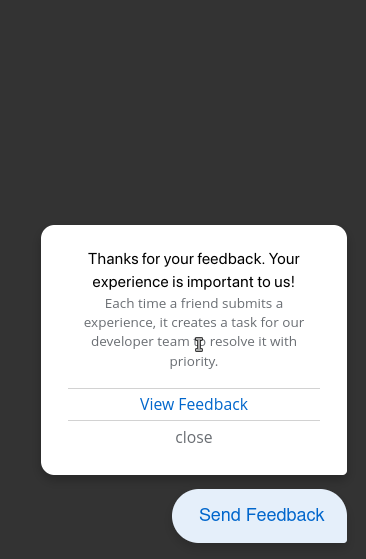 Thanks for your feedback. Your
experience is important to us!
Each time a friend submits a
experience, it creates a task for our
developer team to resolve it with
priority.
View Feedback
close
Send Feedback